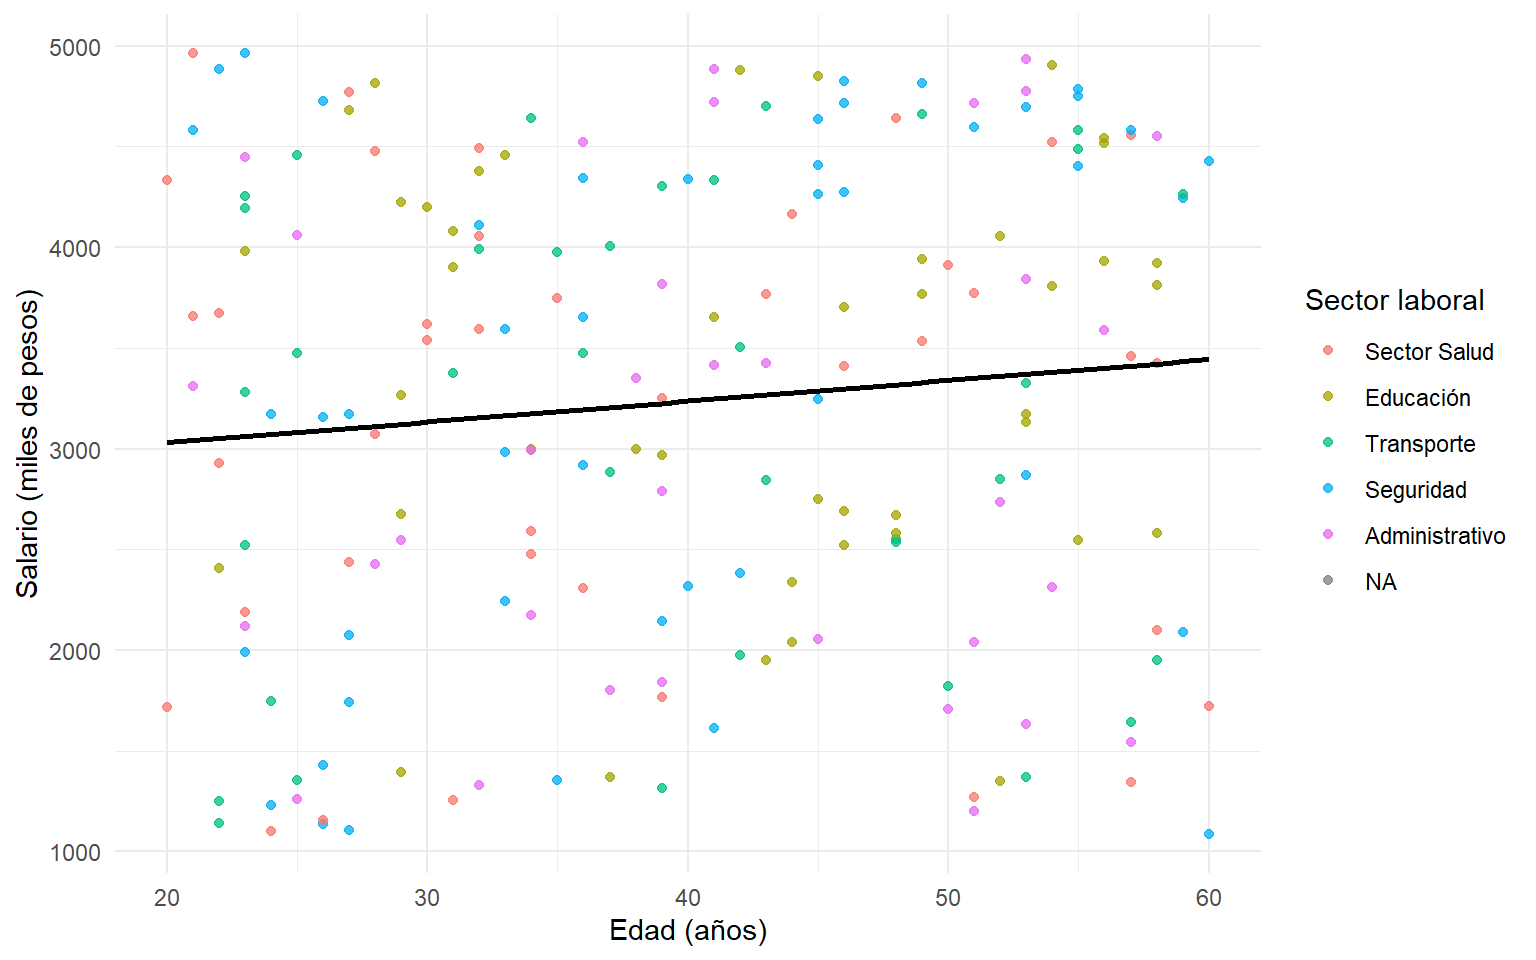 5000
4000
3000
2000
1000
Salario (miles de pesos)
20
30
40
50
60
Edad (años)
Sector laboral
Sector Salud
Educación
Transporte
Seguridad
Administrativo
NA